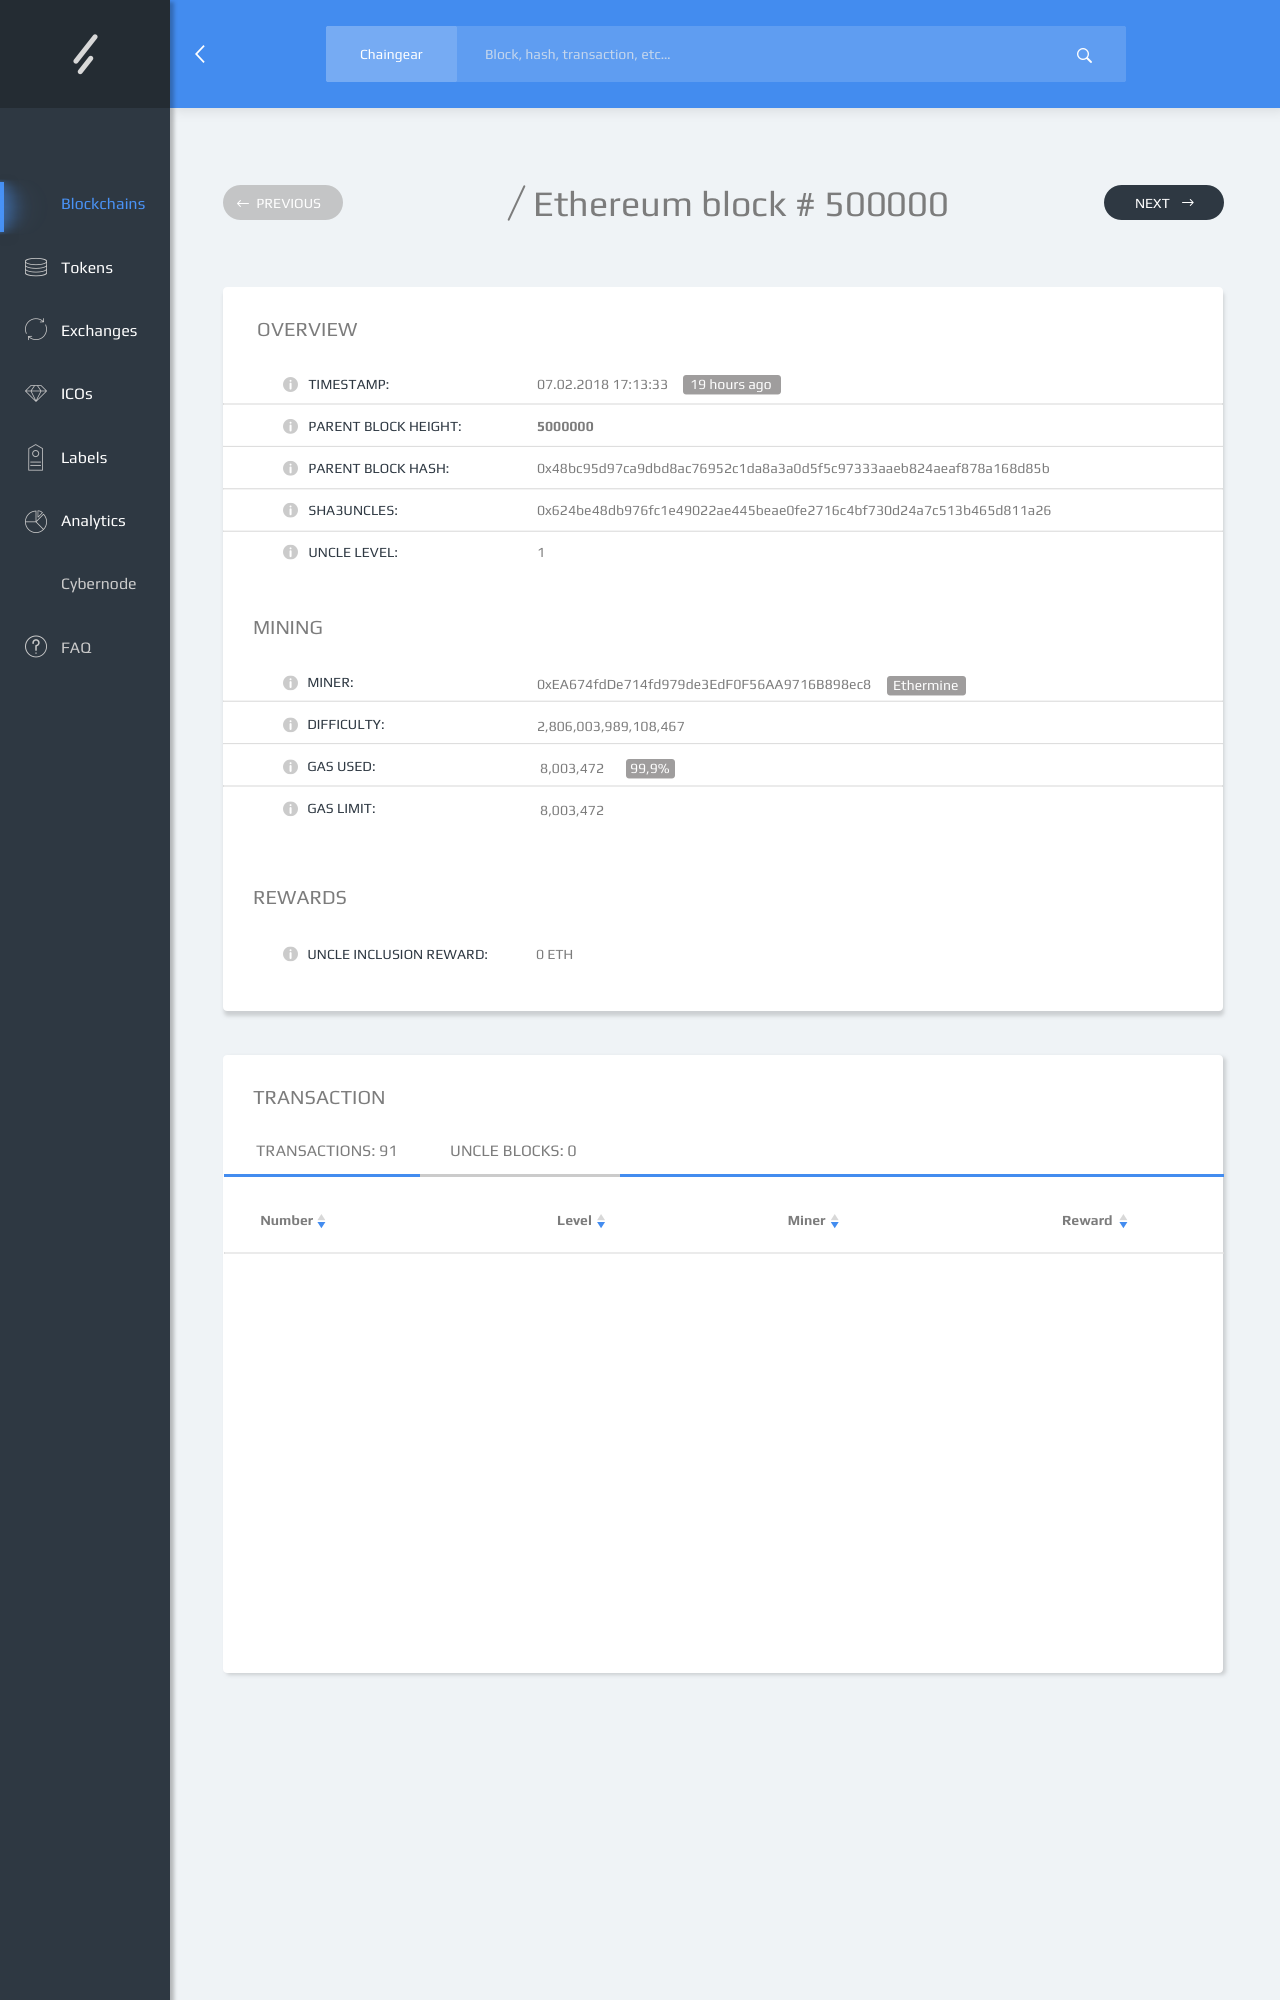 Chaingear Block, hash, transaction, etc...
Blockchains
Tokens
Exchanges
ICOs
Labels
Analytics
Cybernode
FAQ
← PREVIOUS
/ Ethereum block # 500000
NEXT →
OVERVIEW
TIMESTAMP: 07.02.2018 17:13:33 19 hours ago
PARENT BLOCK HEIGHT: 5000000
PARENT BLOCK HASH: 0x48bc95d97ca9dbd8ac76952c1da8a3a0d5f5c97333aaeb824aeaf878a168d85b
SHA3UNCLES: 0x624be48db976fc1e49022ae445beae0fe2716c4bf730d24a7c513b465d811a26
UNCLE LEVEL: 1
MINING
MINER: 0xEA674fdDe714fd979de3EdF0F56AA9716B898ec8 Ethermine
DIFFICULTY: 2,806,003,989,108,467
GAS USED: 8,003,472 99,9%
GAS LIMIT: 8,003,472
REWARDS
UNCLE INCLUSION REWARD: 0 ETH
TRANSACTION
TRANSACTIONS: 91 UNCLE BLOCKS: 0
Number Level Miner Reward